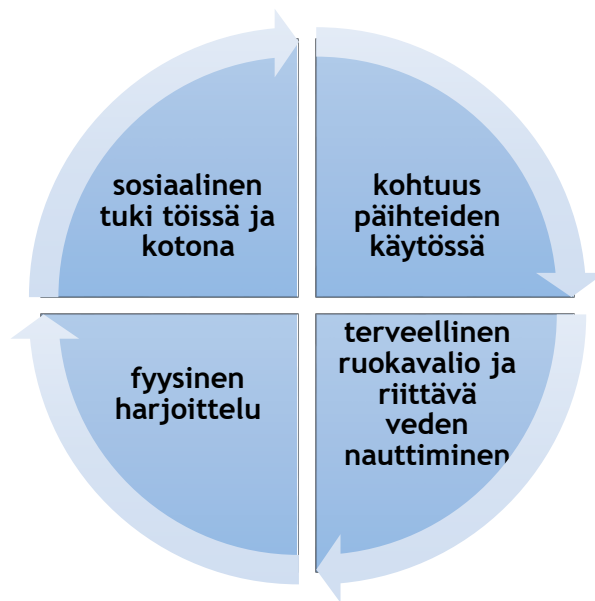 sosiaalinen
tuki töissä ja
kotona
kohtuus
päihteiden
käytössä
fyysinen
harjoittelu
terveellinen
ruokavalio ja
riittävä
veden
nauttiminen